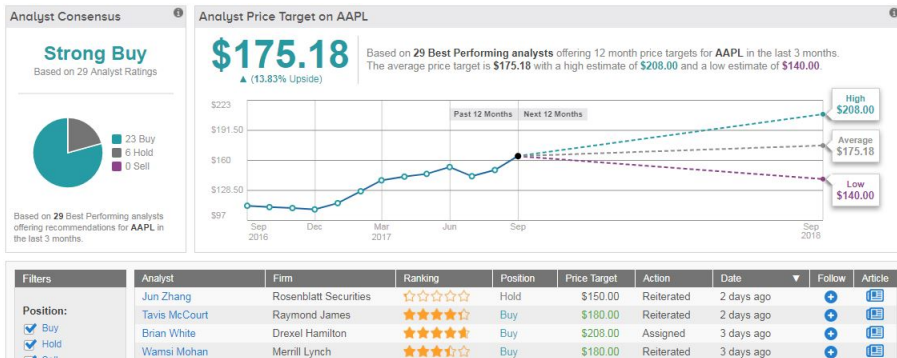 Analyst Consensus
Strong Buy
Based on 29 Analyst Ratings
23 Buy
6 Hold
0 Sell
Based on 29 Best Performing analysts
offering recommendations for AAPL in
the last 3 months.
Analyst Price Target on AAPL
$175.18
▲ (13.83% Upside)
Based on 29 Best Performing analysts offering 12 month price targets for AAPL in the last 3 months.
The average price target is $175.18 with a high estimate of $208.00 and a low estimate of $140.00.
$223
$191.50
$160
$128.50
$97
Past 12 Months Next 12 Months
High
$208.00
Average
$175.18
Low
$140.00
Sep
2016
Dec
Mar
2017
Jun
Sep
Sep
2018
Filters
Position:
Buy
Hold
Analyst Firm Ranking Position Price Target Action Date ▼ Follow Article
Jun Zhang Rosenblatt Securities Hold $150.00 Reiterated 2 days ago
Tavis McCourt Raymond James Buy $180.00 Reiterated 2 days ago
Brian White Drexel Hamilton Buy $208.00 Assigned 3 days ago
Wamsi Mohan Merrill Lynch Buy $180.00 Reiterated 3 days ago